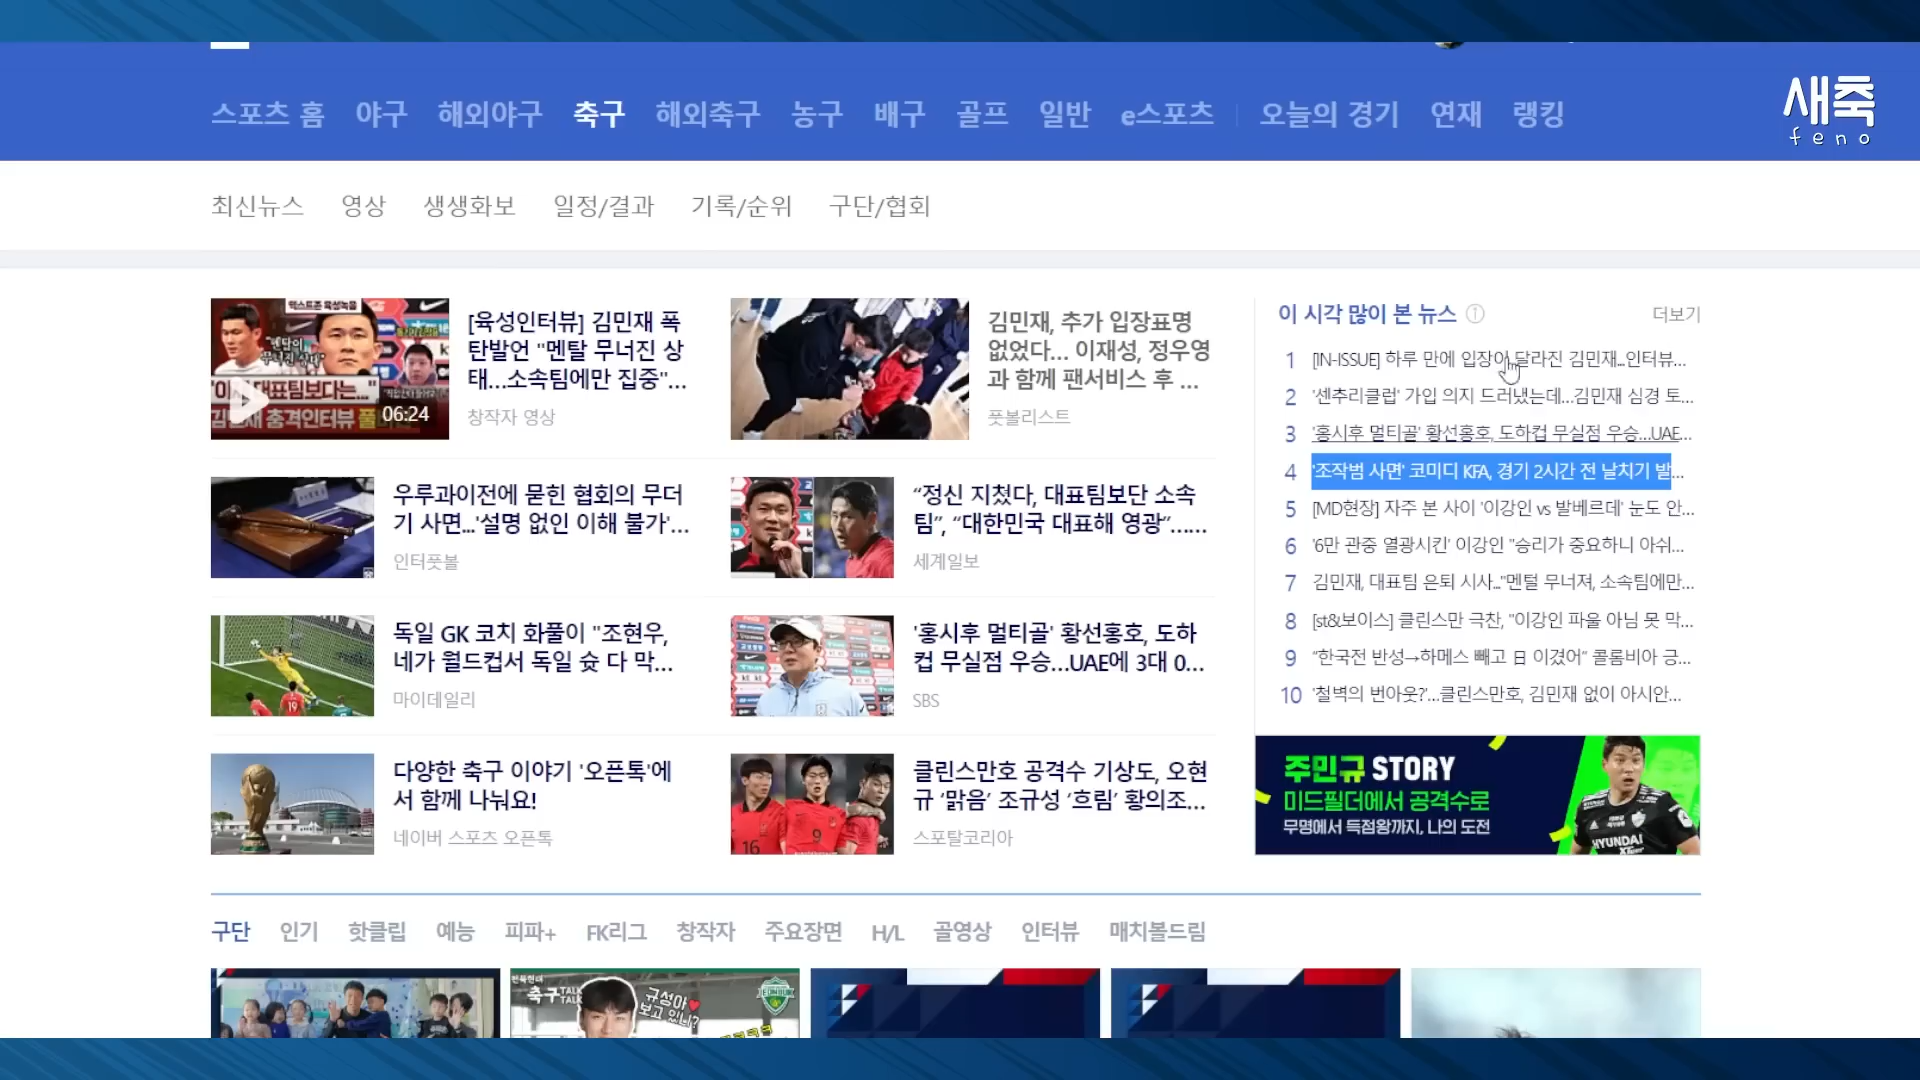 새축
feno
스포츠 홈 야구 해외야구 축구 해외축구 농구 배구 골프 일반 e스포츠 오늘의 경기 연재 랭킹
최신뉴스 영상 생생화보 일정/결과 기록/순위 구단/협회
06:24
[육성인터뷰] 김민재 폭
탄발언 "멘탈 무너진 상
태...소속팀에만 집중"...
창작자 영상
김민재, 추가 입장표명
없었다... 이재성, 정우영
과 함께 팬서비스 후 ...
풋볼리스트
우루과이전에 묻힌 협회의 무더
기 사면...'설명 없인 이해 불가'...
인터풋볼
“정신 지쳤다, 대표팀보단 소속
팀”, “대한민국 대표해 영광”......
세계일보
독일 GK 코치 화풀이 "조현우,
네가 월드컵서 독일 슛 다 막...
마이데일리
'홍시후 멀티골' 황선홍호, 도하
컵 무실점 우승...UAE에 3대 0...
SBS
다양한 축구 이야기 '오픈톡'에
서 함께 나눠요!
네이버 스포츠 오픈톡
클린스만호 공격수 기상도, 오현
규 ‘맑음’ 조규성 ‘흐림’ 황의조...
스포탈코리아
이 시각 많이 본 뉴스 더보기
1 [IN-ISSUE] 하루 만에 입장이 달라진 김민재...인터뷰...
2 '센추리클럽' 가입 의지 드러냈는데...김민재 심경 토...
3 '홍시후 멀티골' 황선홍호, 도하컵 무실점 우승...UAE...
4 '조작범 사면' 코미디 KFA, 경기 2시간 전 날치기 발...
5 [MD현장] 자주 본 사이 '이강인 vs 발베르데' 눈도 안...
6 '6만 관중 열광시킨' 이강인 "승리가 중요하니 아쉬...
7 김민재, 대표팀 은퇴 시사..."멘털 무너져, 소속팀에만...
8 [st&보이스] 클린스만 극찬, "이강인 파울 아님 못 막...
9 “한국전 반성→하메스 빼고 日 이겼어” 콜롬비아 긍...
10 '철벽의 번아웃?'...클린스만호, 김민재 없이 아시안...
주민규 STORY
미드필더에서 공격수로
무명에서 득점왕까지, 나의 도전
HYUNDAI
구단 인기 핫클립 예능 피파+ FK리그 창작자 주요장면 H/L 골영상 인터뷰 매치볼드림
축구 TALK TALK
규성아
보고 있니?